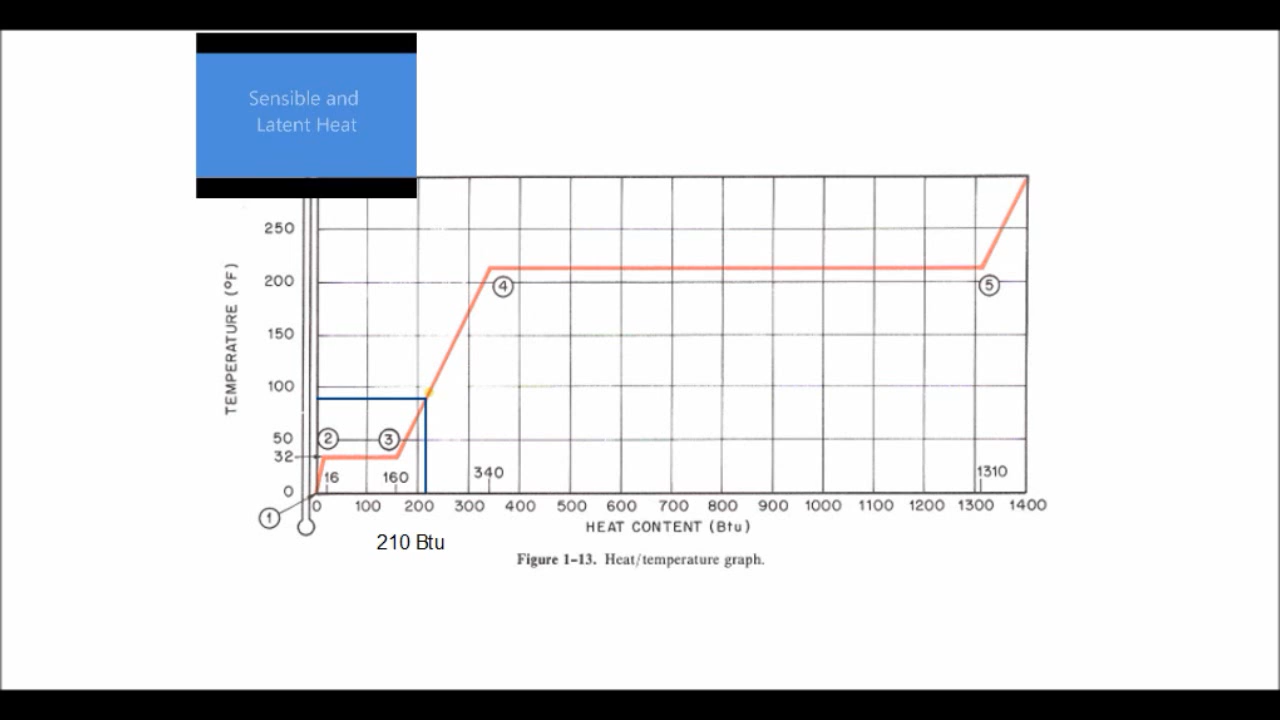 Sensible and
Latent Heat
250
200
150
100
50
32
0
TEMPERATURE (°F)
1
2
3
4
5
16
160
340
1310
0 100 200 300 400 500 600 700 800 900 1000 1100 1200 1300 1400
HEAT CONTENT (Btu)
210 Btu
Figure 1–13. Heat/temperature graph.